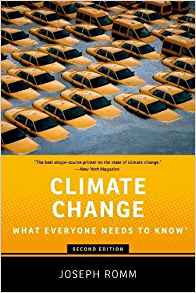 "The best single-source primer on the state of climate change."
—New York Magazine
CLIMATE
CHANGE
WHAT EVERYONE NEEDS TO KNOW®
SECOND EDITION
JOSEPH ROMM